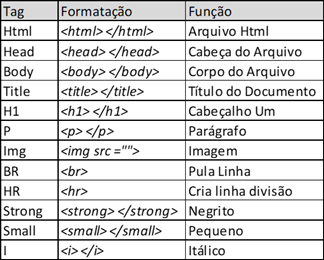 Tag Formatação Função
Html <html></html> Arquivo Html
Head <head></head> Cabeça do Arquivo
Body <body></body> Corpo do Arquivo
Title <title></title> Título do Documento
H1 <h1></h1> Cabeçalho Um
P <p></p> Parágrafo
Img <img src =""> Imagem
BR <br> Pula Linha
HR <hr> Cria linha divisão
Strong <strong></strong> Negrito
Small <small></small> Pequeno
I <i></i> Itálico